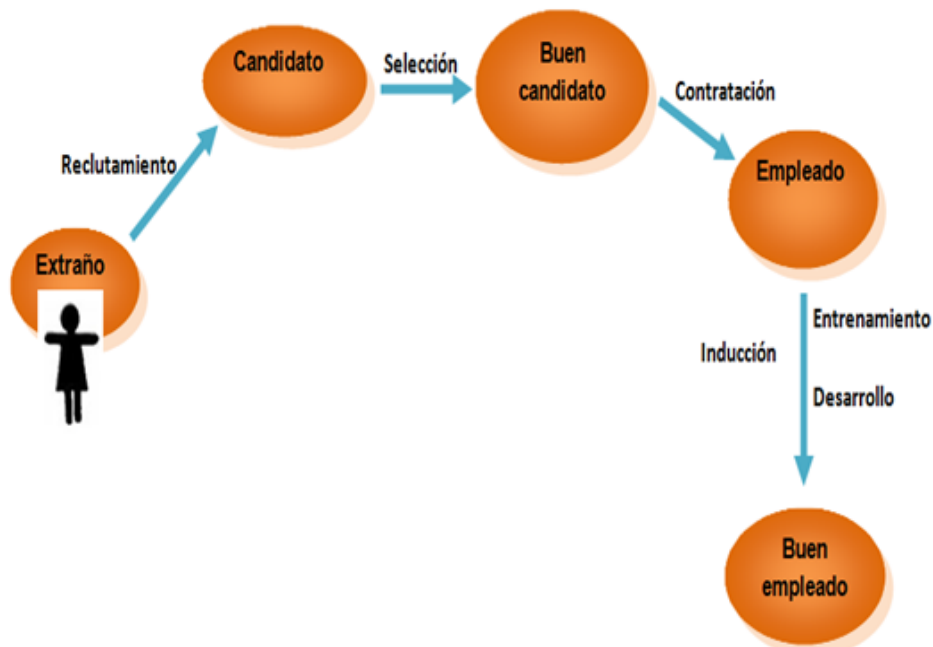 Extraño
Reclutamiento
Candidato
Selección
Buen
candidato
Contratación
Empleado
Inducción
Entrenamiento
Desarrollo
Buen
empleado